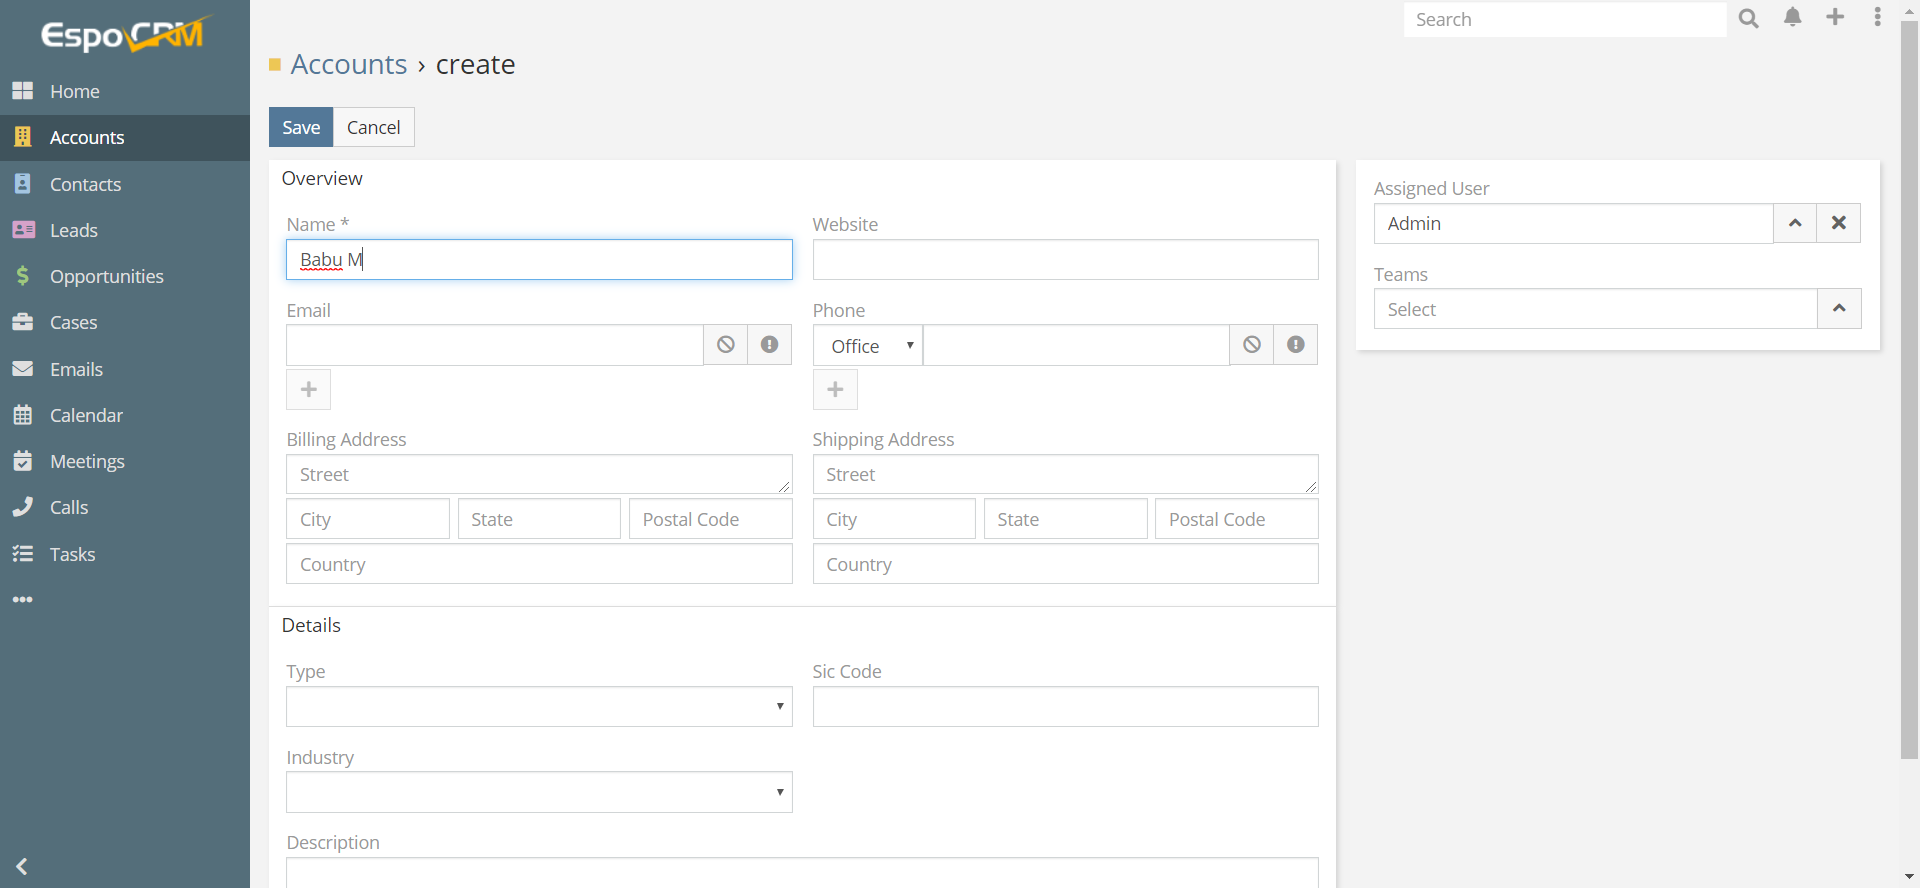 EspoCRM
Search
Home
Accounts
Contacts
Leads
Opportunities
Cases
Emails
Calendar
Meetings
Calls
Tasks
Accounts › create
Save
Cancel
Overview
Name *
Website
Babu M
Email
Phone
Office
Billing Address
Shipping Address
Street
Street
City
State
Postal Code
City
State
Postal Code
Country
Country
Details
Type
Sic Code
Industry
Description
Assigned User
Admin
Teams
Select